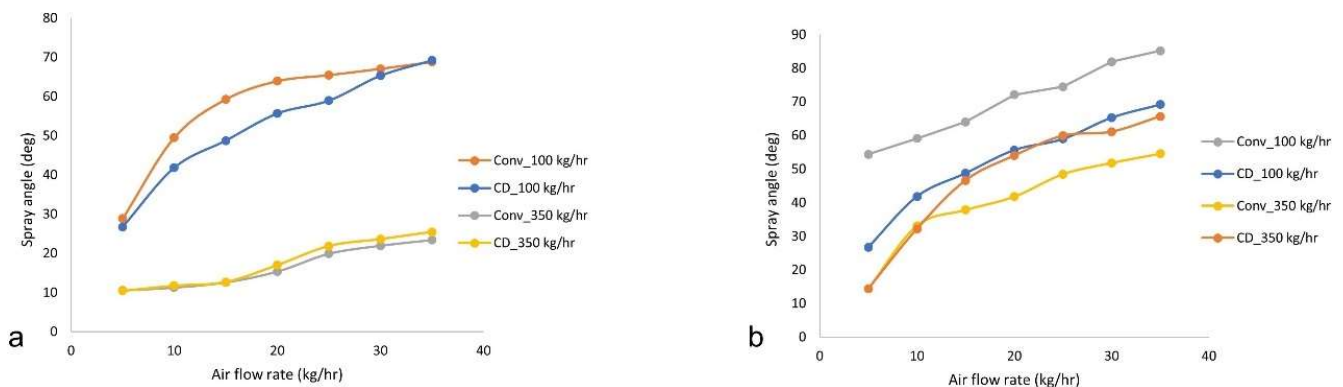 80
70
60
50
40
30
20
10
0
Spray angle (deg)
0
10
20
30
40
Air flow rate (kg/hr)
Conv_100 kg/hr
CD_100 kg/hr
Conv_350 kg/hr
CD_350 kg/hr
a
90
80
70
60
50
40
30
20
10
0
Spray angle (deg)
0
10
20
30
40
Air flow rate (kg/hr)
Conv_100 kg/hr
CD_100 kg/hr
Conv_350 kg/hr
CD_350 kg/hr
b